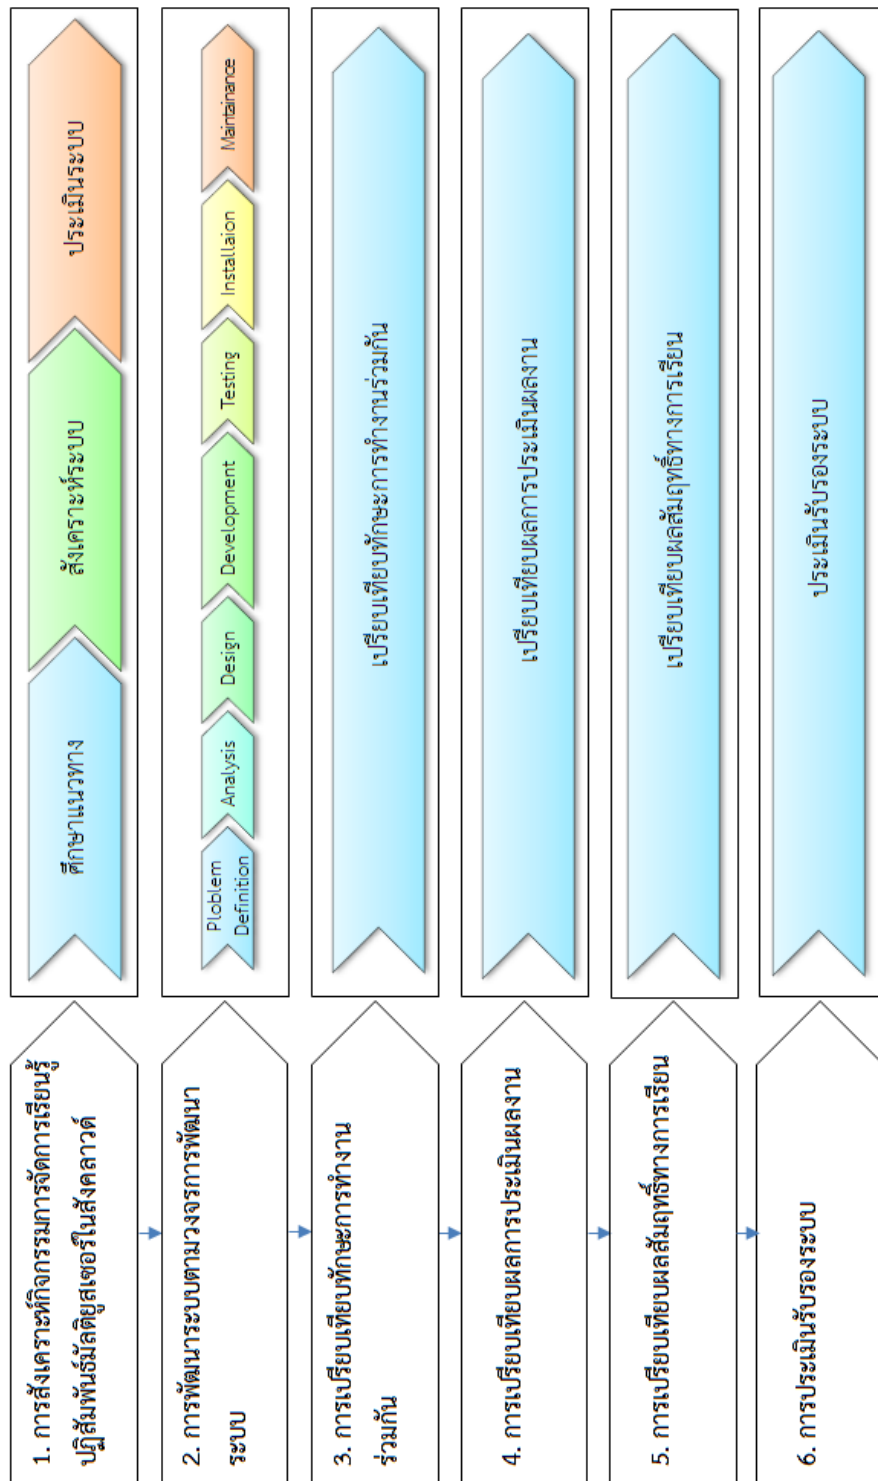 1. การสังเคราะห์กิจกรรมการจัดการเรียนรู้
ปฏิสัมพันธ์มัลติยูสเซอร์ในสังคลาวด์
ศึกษาแนวทาง
สังเคราะห์ระบบ
ประเมินระบบ
2. การพัฒนาระบบตามวงจรการพัฒนา
ระบบ
Ploblem
Definition
Analysis
Design
Development
Testing
Installaion
Maintainance
3. การเปรียบเทียบทักษะการทำงาน
ร่วมกัน
เปรียบเทียบทักษะการทำงานร่วมกัน
4. การเปรียบเทียบผลการประเมินผลงาน
เปรียบเทียบผลการประเมินผลงาน
5. การเปรียบเทียบผลสัมฤทธิ์ทางการเรียน
เปรียบเทียบผลสัมฤทธิ์ทางการเรียน
6. การประเมินรับรองระบบ
ประเมินรับรองระบบ